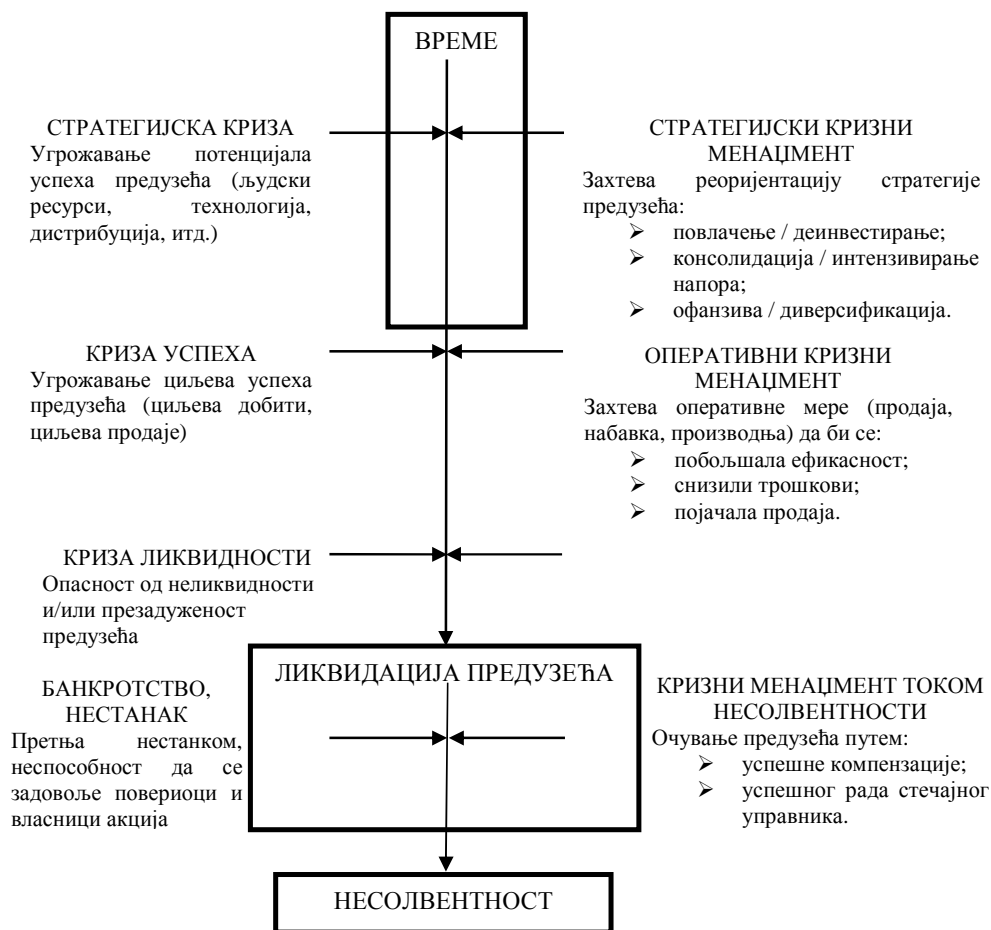 ВРЕМЕ
СТРАТЕГИЈСКА КРИЗА
Угрожавање потенцијала
успеха предузећа (људски
ресурси, технологија,
дистрибуција, итд.)
СТРАТЕГИЈСКИ КРИЗНИ
МЕНАЏМЕНТ
Захтева реоријентацију стратегије
предузећа:
➢ повлачење / деинвестирање;
➢ консолидација / интензивирање
напора;
➢ офанзива / диверсификација.
КРИЗА УСПЕХА
Угрожавање циљева успеха
предузећа (циљева добити,
циљева продаје)
ОПЕРАТИВНИ КРИЗНИ
МЕНАЏМЕНТ
Захтева оперативне мере (продаја,
набавка, производња) да би се:
➢ побољшала ефикасност;
➢ снизили трошкови;
➢ појачала продаја.
КРИЗА ЛИКВИДНОСТИ
Опасност од неликвидности
и/или презадуженост
предузећа
ЛИКВИДАЦИЈА ПРЕДУЗЕЋА
БАНКРОТСТВО,
НЕСТАНАК
Претња нестанком,
неспособност да се
задовоље повериоци и
власници акција
КРИЗНИ МЕНАЏМЕНТ ТОКОМ
НЕСОЛВЕНТНОСТИ
Очување предузећа путем:
➢ успешне компензације;
➢ успешног рада стечајног
управника.
НЕСОЛВЕНТНОСТ